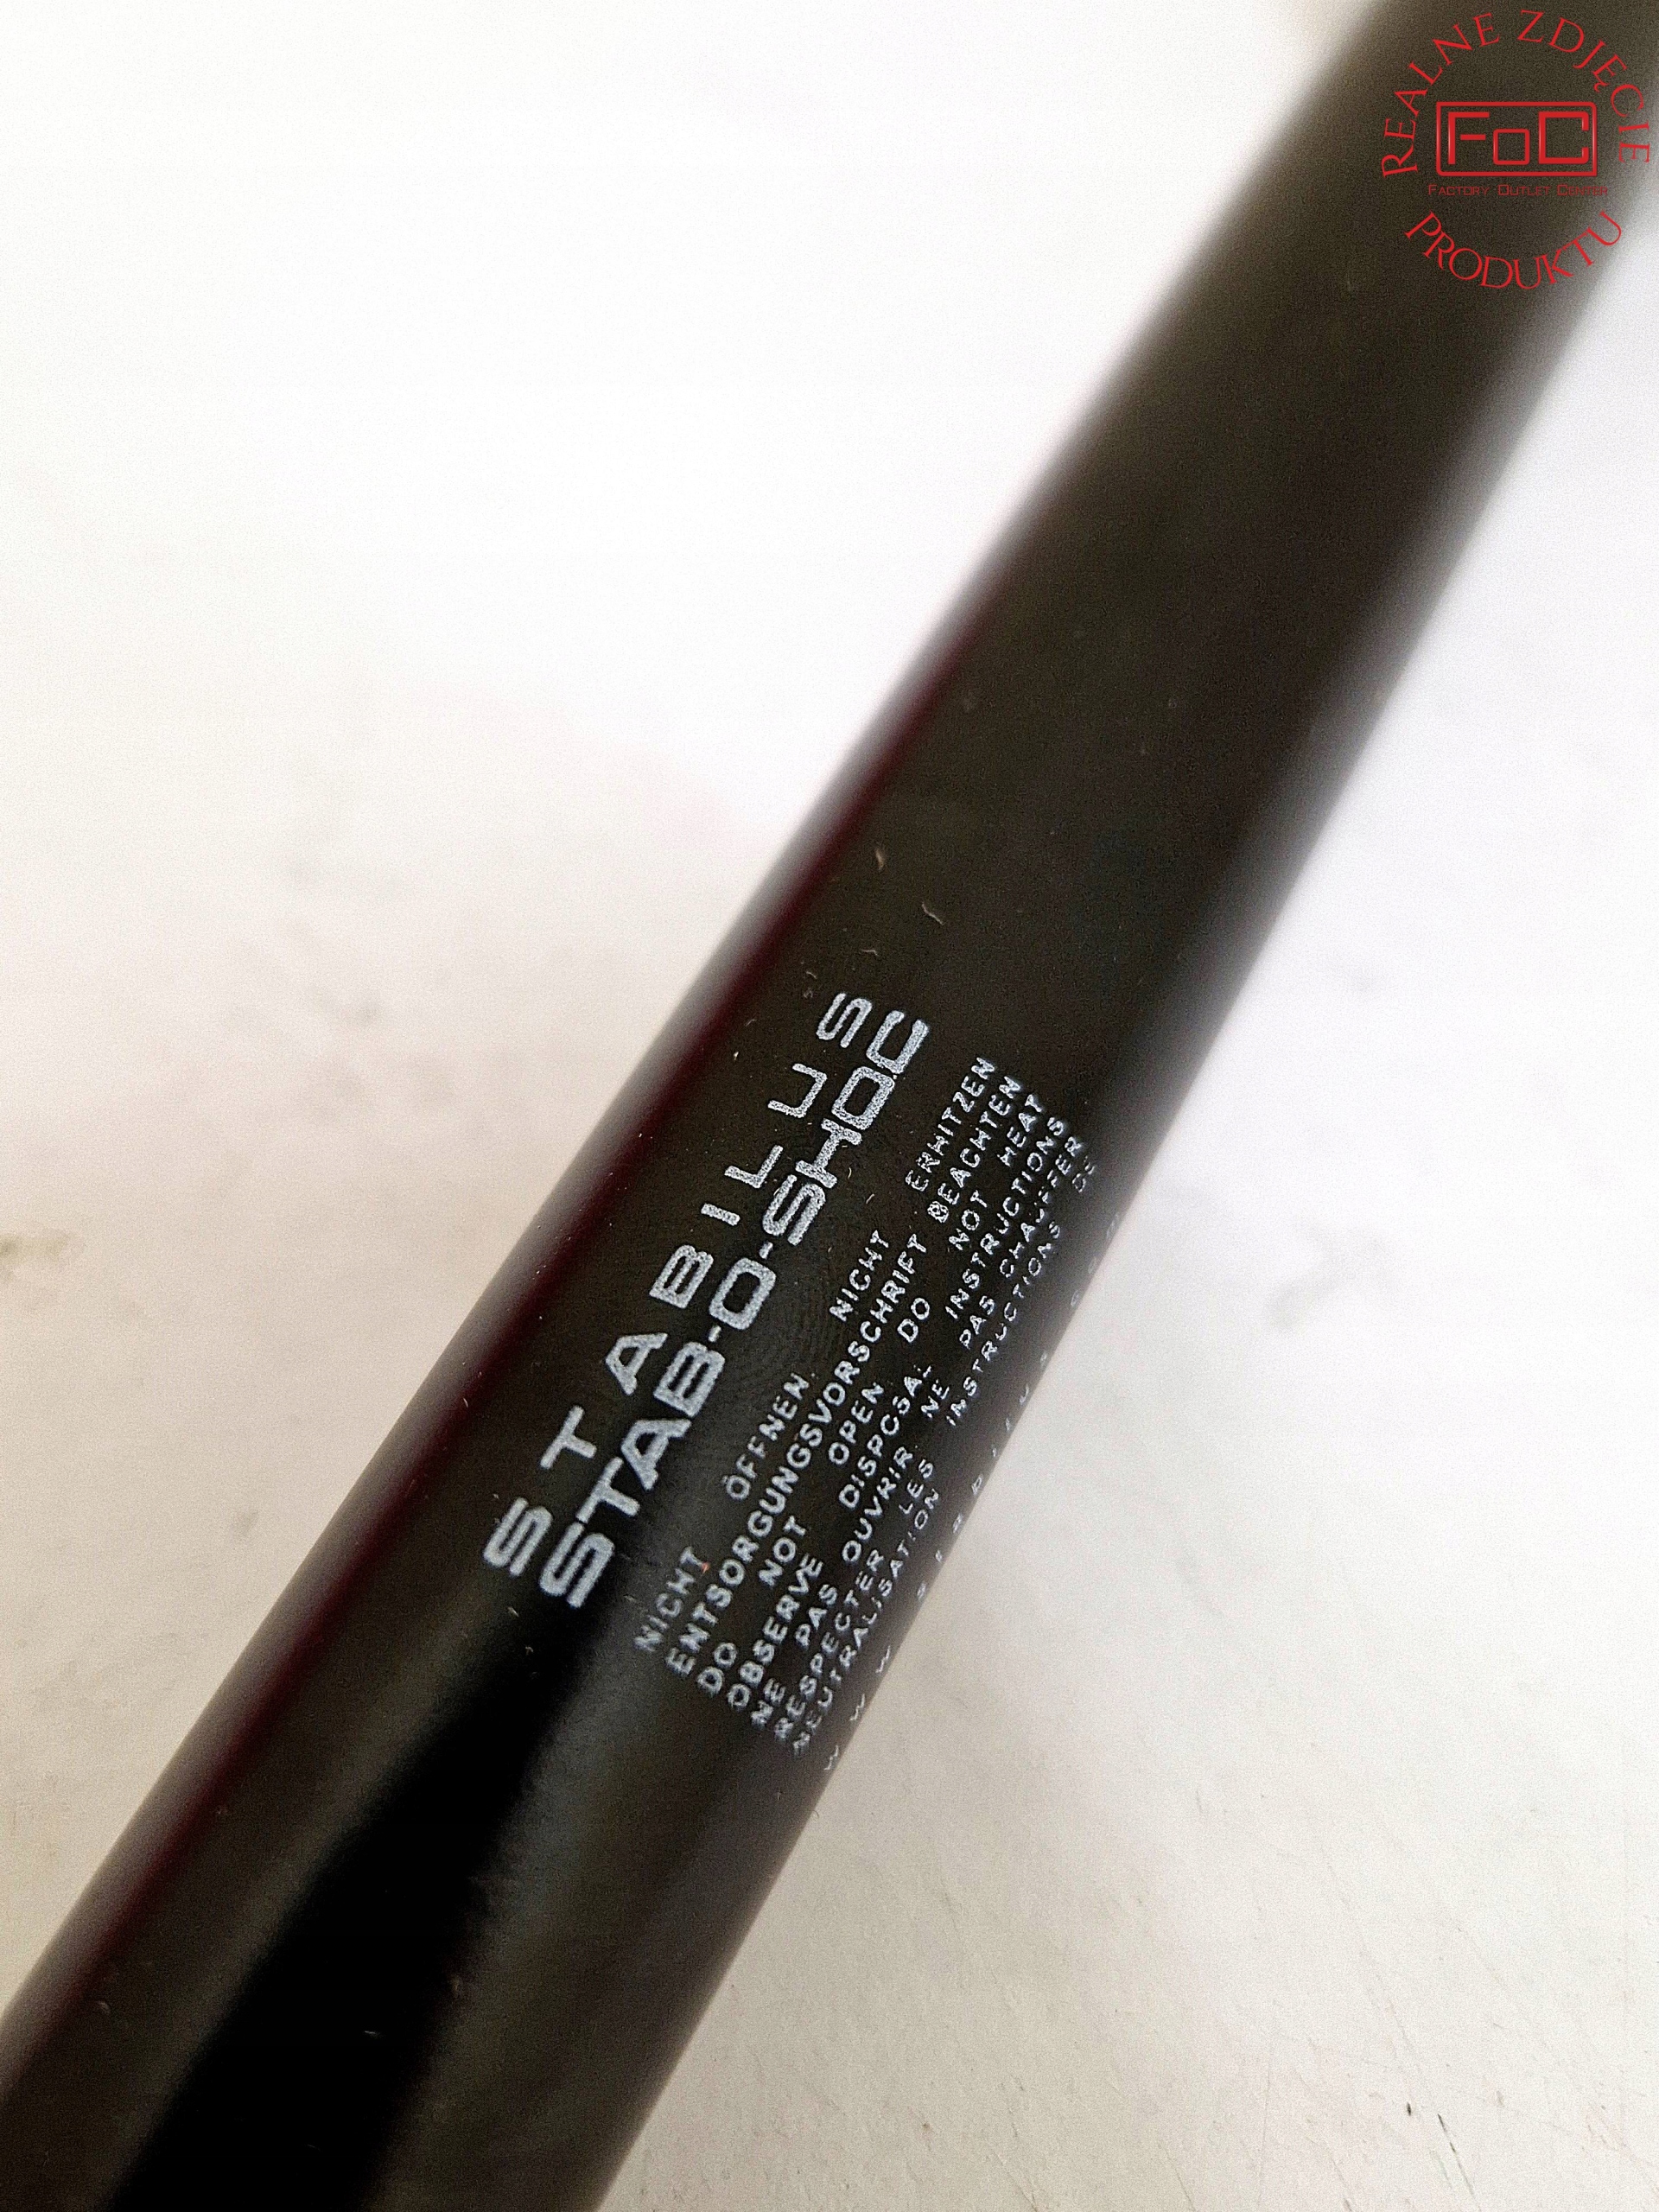 REALNE ZDJĘCIE
FoC
FACTORY OUTLET CENTER
PRODUKTU
STABILUS
STAB-O-SHOC
NICHT ÖFFNEN NICHT ERHITZEN
ENTSORGUNGSVORSCHRIFT BEACHTEN
DO NOT OPEN DO NOT HEAT
OBSERVE DISPOSAL INSTRUCTIONS
NE PAS OUVRIR NE PAS CHAUFFER
RESPECTER LES INSTRUCTIONS DE
NEUTRALISATION